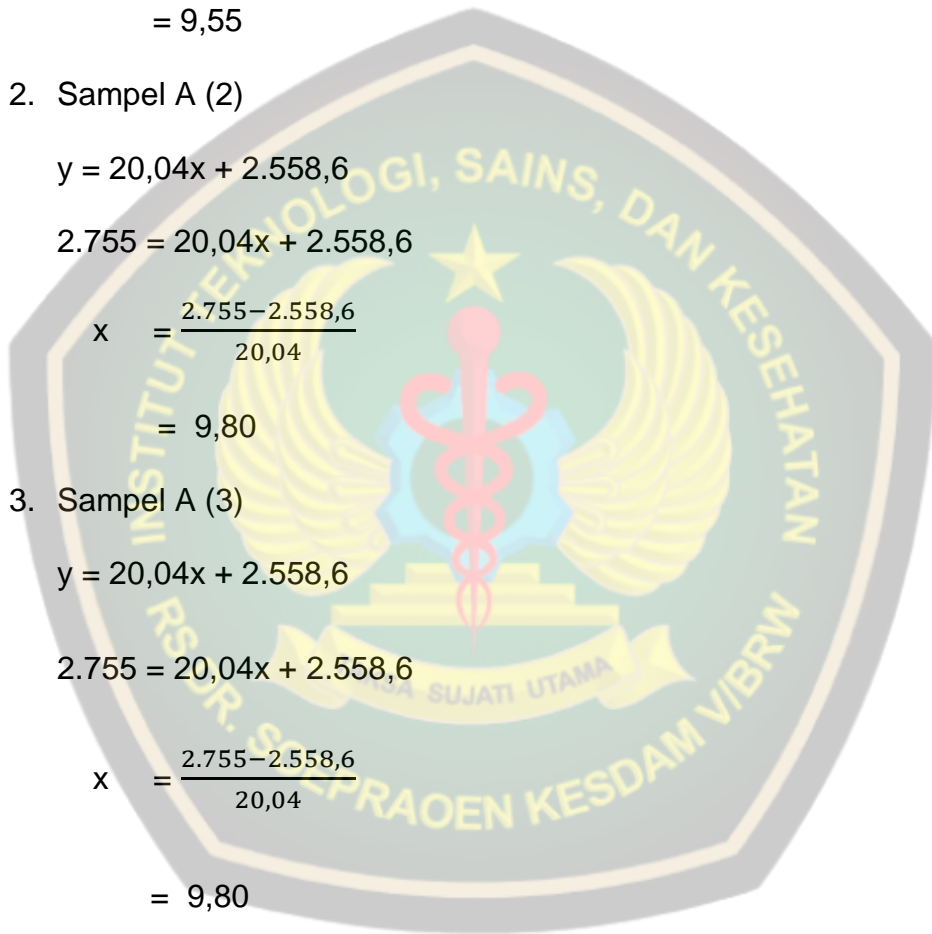 = 9,55
2. Sampel A (2)
y = 20,04x + 2.558,6
2.755 = 20,04x + 2.558,6
x = 2.755−2.558,6
20,04
= 9,80
3. Sampel A (3)
y = 20,04x + 2.558,6
2.755 = 20,04x + 2.558,6
x = 2.755−2.558,6
20,04
= 9,80
INSTITUT TEKNOLOGI, SAINS, DAN KESEHATAN
SUJATI UTAMA
RS DR. SOEPRAOEN KESDAM V/BRW